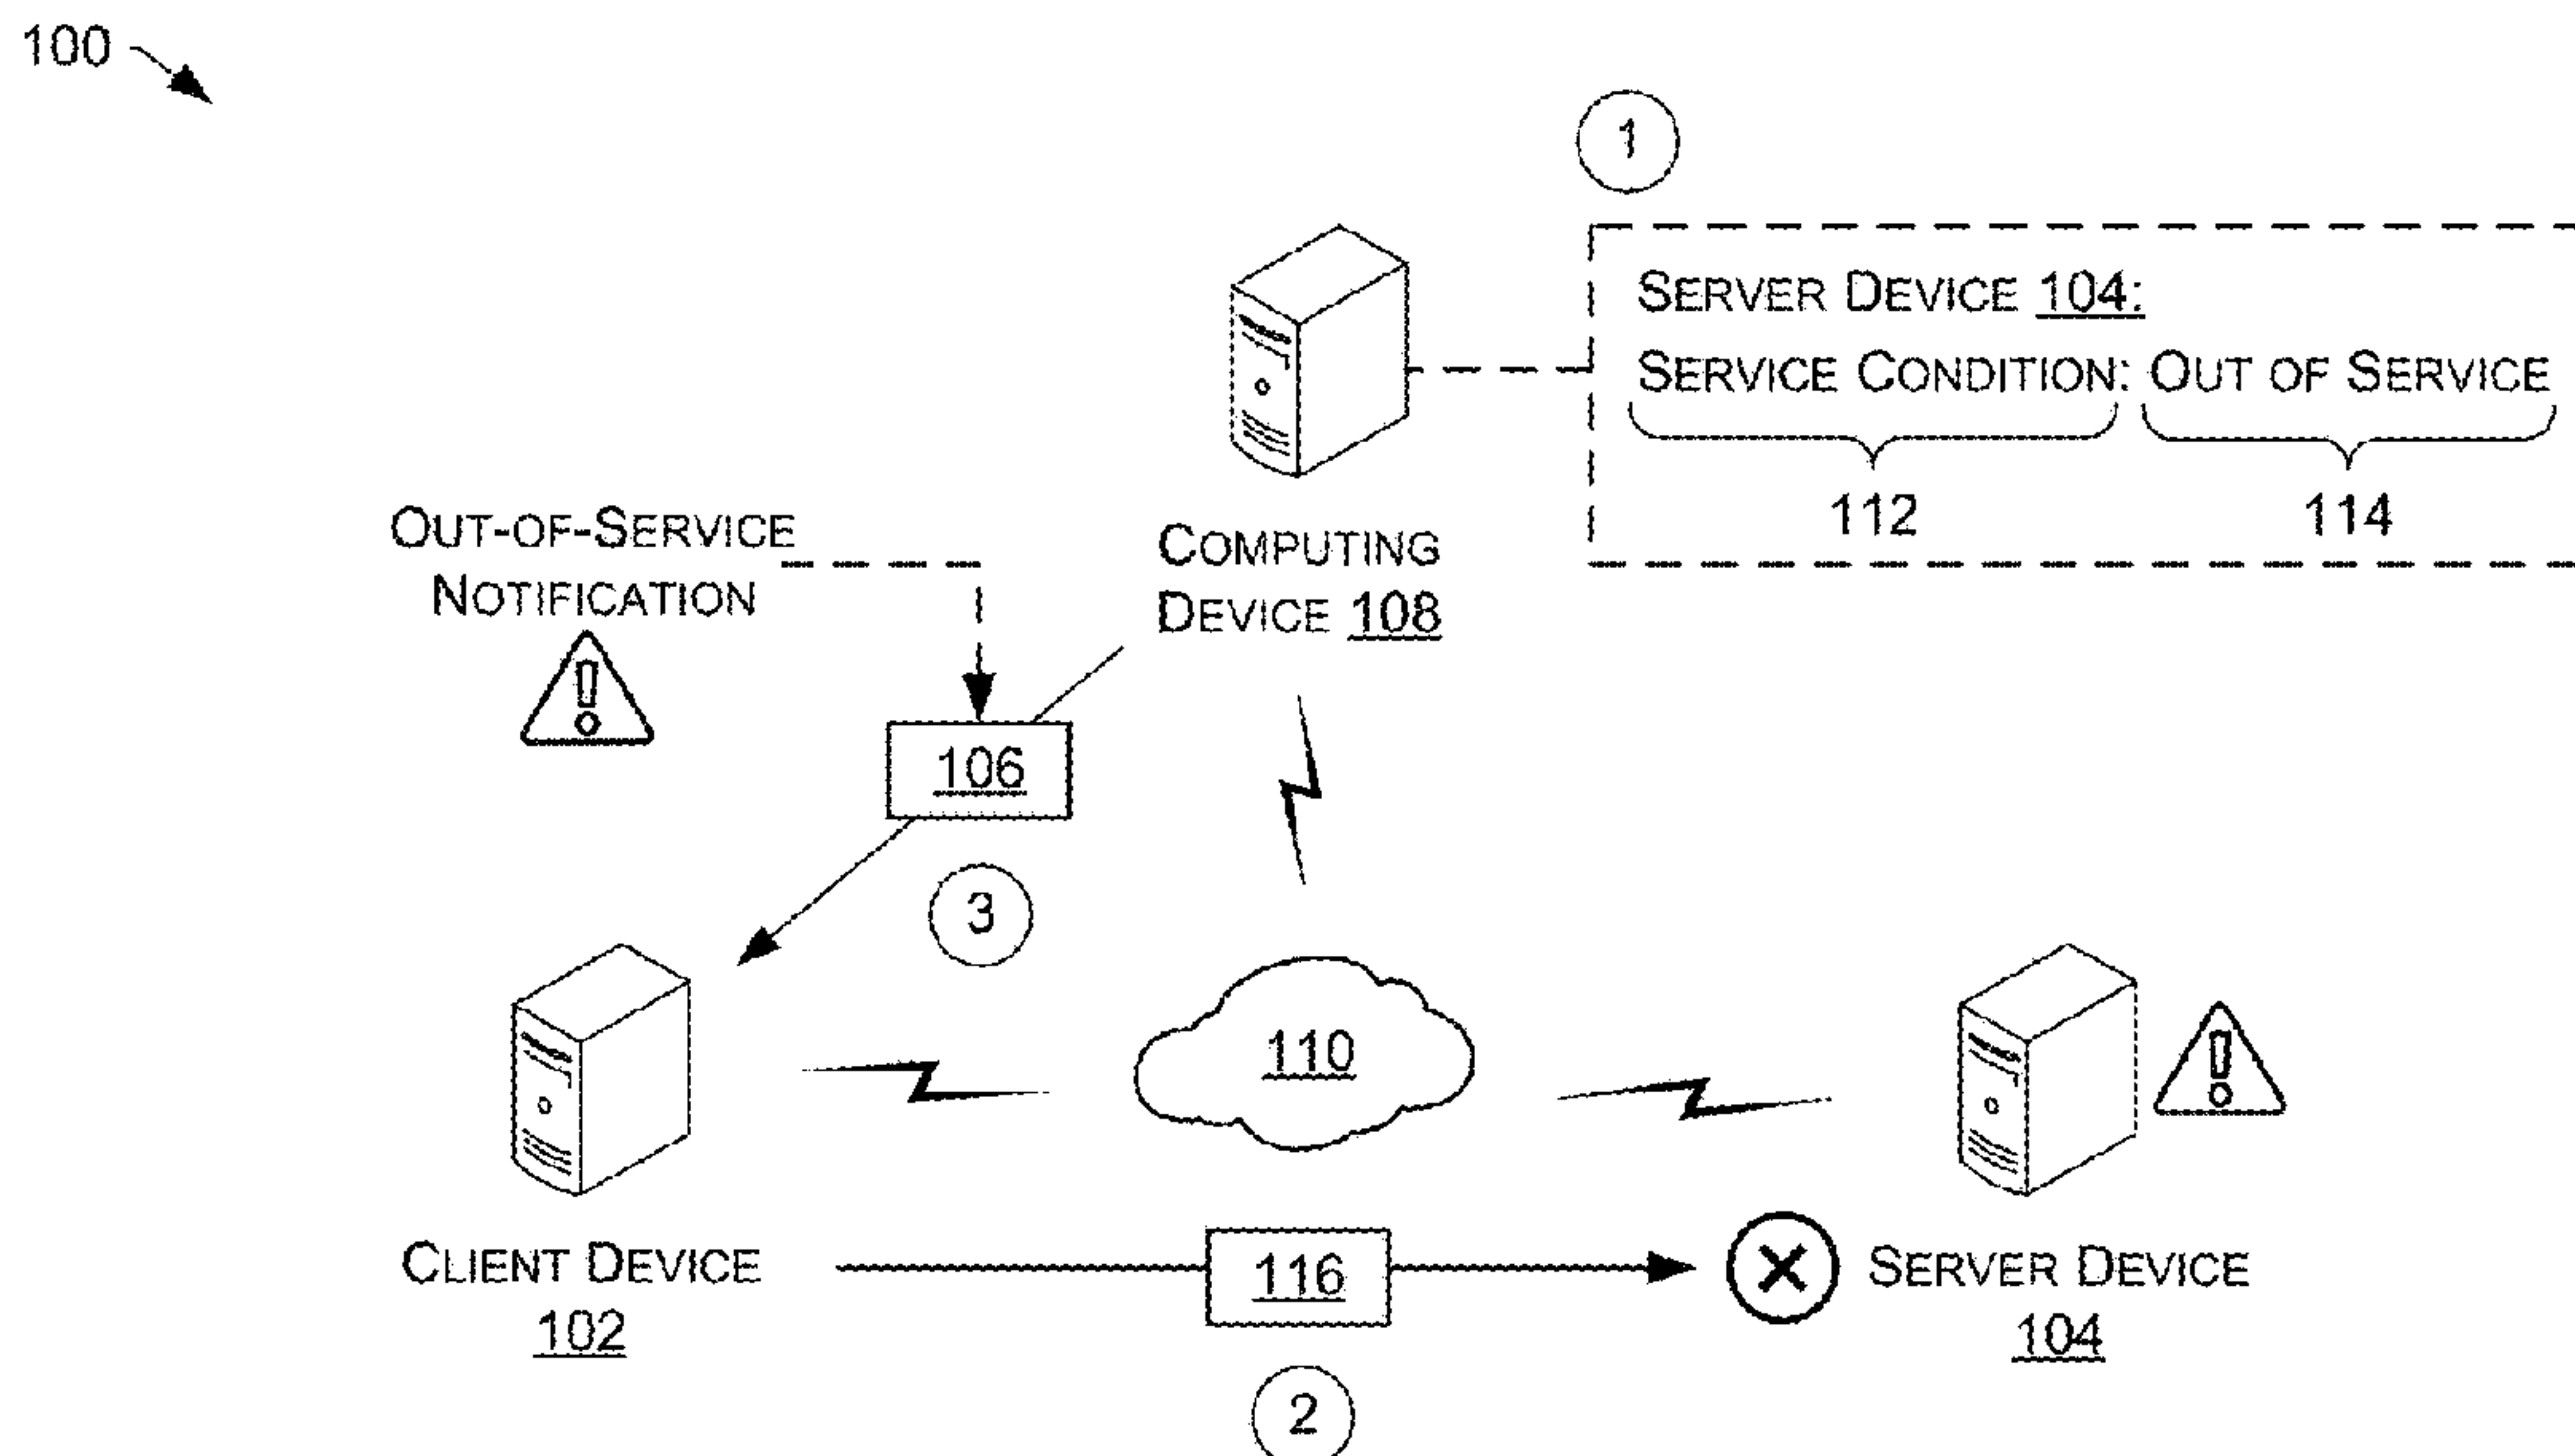 100
1
SERVER DEVICE 104:
SERVICE CONDITION: OUT OF SERVICE
112 114
OUT-OF-SERVICE
NOTIFICATION
COMPUTING
DEVICE 108
106
3
110
CLIENT DEVICE
102
116
SERVER DEVICE
104
2